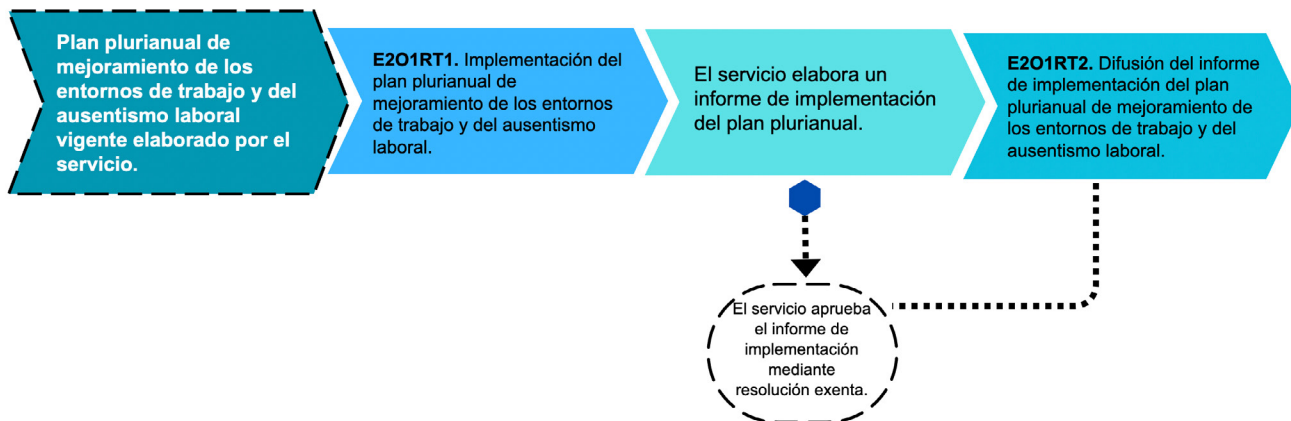 Plan plurianual de
mejoramiento de los
entornos de trabajo y del
ausentismo laboral
vigente elaborado por el
servicio.
E2O1RT1. Implementación del
plan plurianual de
mejoramiento de los entornos
de trabajo y del ausentismo
laboral.
El servicio elabora un
informe de implementación
del plan plurianual.
E2O1RT2. Difusión del informe
de implementación del plan
plurianual de mejoramiento de
los entornos de trabajo y del
ausentismo laboral.
El servicio aprueba
el informe de
implementación
mediante
resolución exenta.